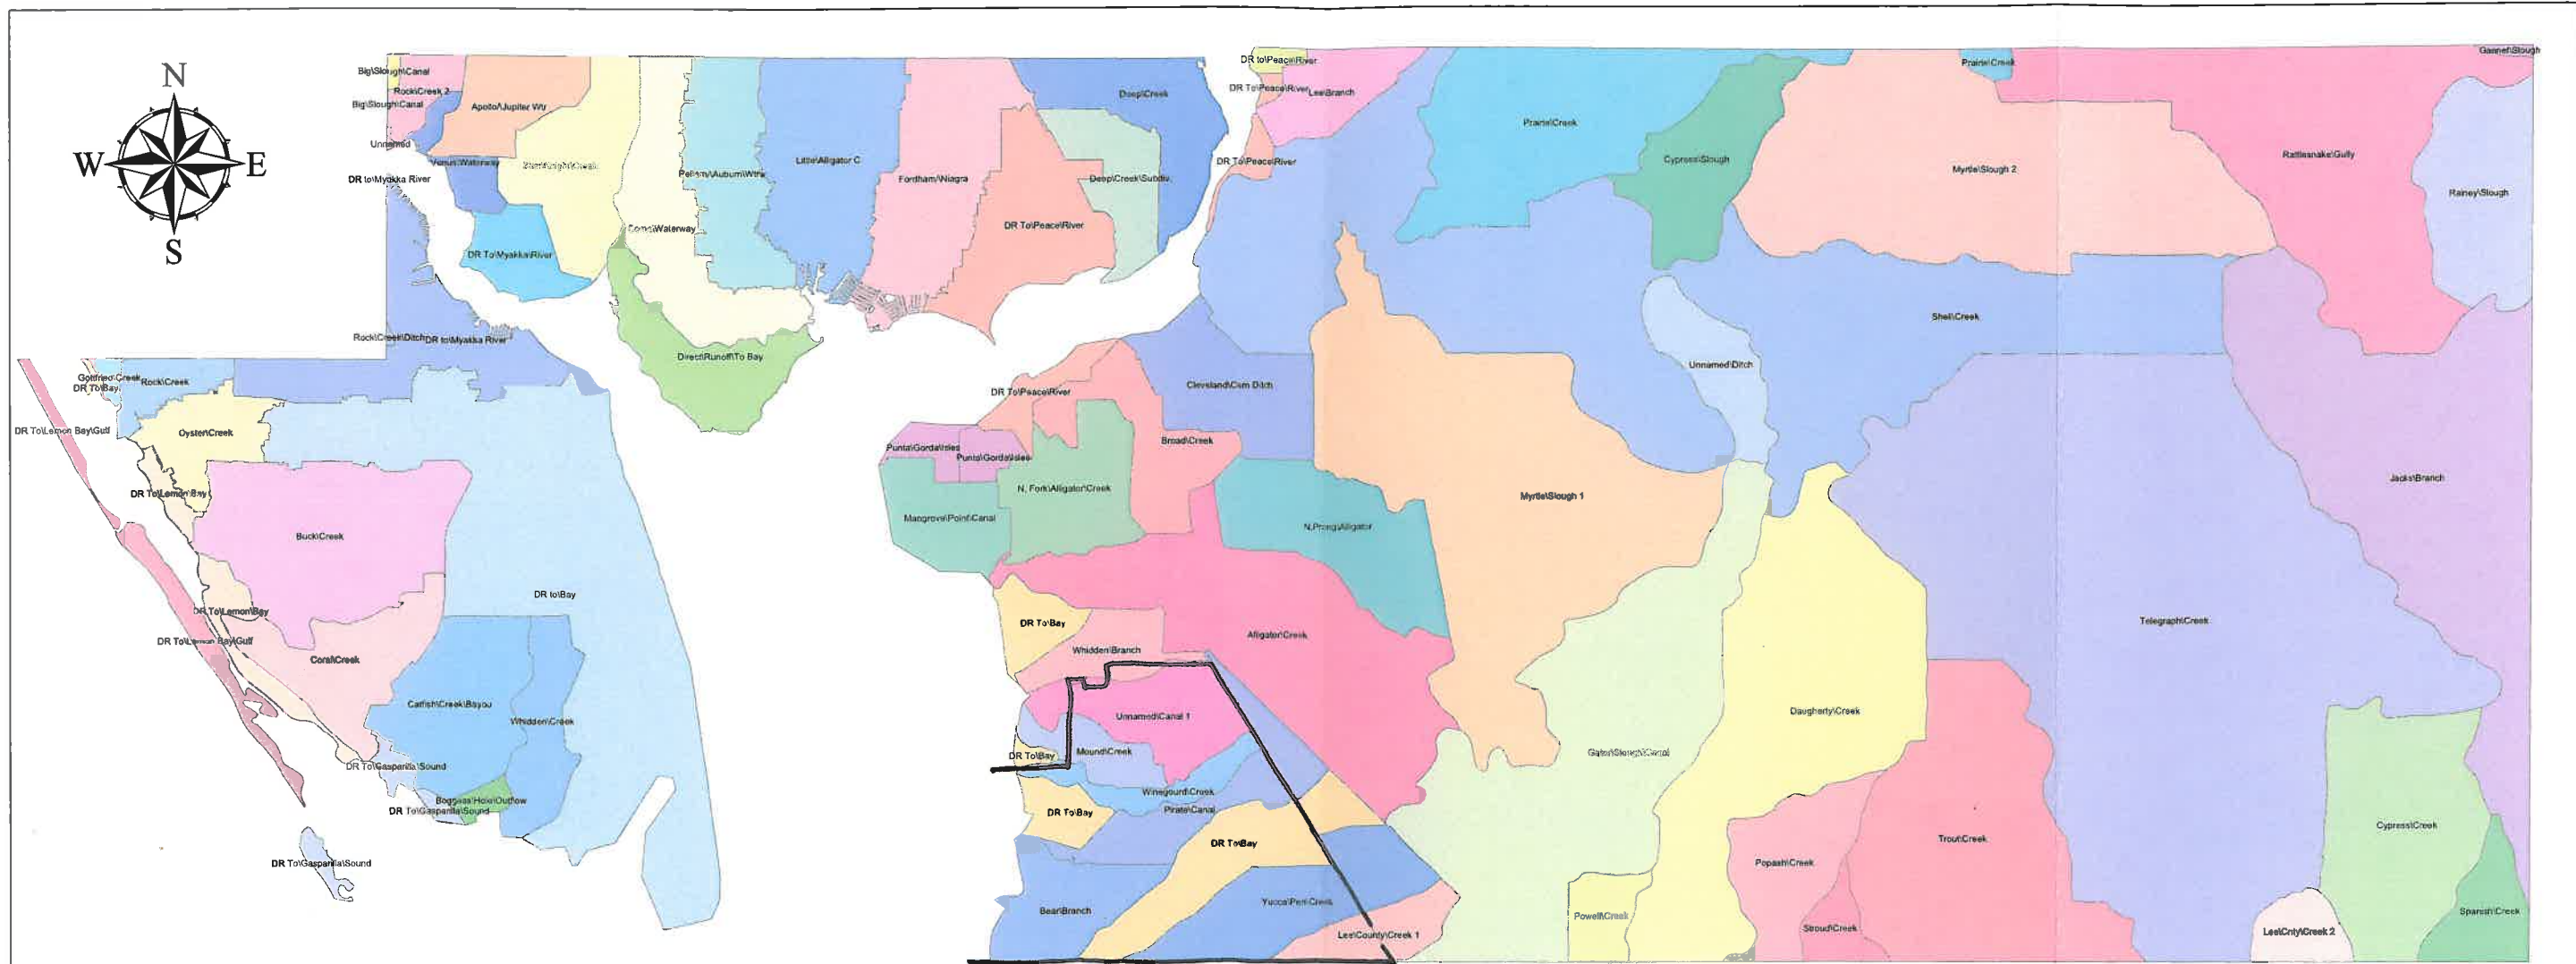 N
W E
S
Big\Slough\Canal
Rock\Creek 2
Big\Slough\Canal
Unnamed
Apollo\Jupiter Wtr
Venus\Waterway
DR to\Myakka River
DR To\Myakka\River
Little\Alligator C
Fordham\Niagra
Deep\Creek
Deep\Creek\Subdiv.
DR To\Peace\River
Direct\Runoff\To Bay
DR to\Peace\River
DR To\Peace\River
Lee\Branch
DR To\Peace\River
Prairie\Creek
Cypress\Slough
Prairie\Creek
Myrtle\Slough 2
Gannet\Slough
Rattlesnake\Gully
Rainey\Slough
Shell\Creek
Unnamed\Ditch
Rock\Creek\Ditch
DR to\Myakka River
Gottfried\Creek
DR To\Bay
Rock\Creek
DR To\Lemon Bay\Gulf
Oyster\Creek
DR To\Lemon\Bay
Buck\Creek
DR to\Bay
DR To\Lemon\Bay
DR To\Lemon Bay\Gulf
Coral\Creek
Catfish\Creek\Bayou
Whidden\Creek
DR To\Gasparilla\Sound
Boggess\Hole\Outflow
DR To\Gasparilla\Sound
DR To\Gasparilla\Sound
DR To\Peace\River
Cleveland\Cem Ditch
Broad\Creek
Punta\Gorda\Isles
Punta\Gorda\Isles
N. Fork\Alligator\Creek
Mangrove\Point\Canal
N.Prong\Alligator
Myrtle\Slough 1
Jacks\Branch
Alligator\Creek
DR To\Bay
Whidden\Branch
Unnamed\Canal 1
Mound\Creek
DR To\Bay
Winegourd\Creek
Pirate\Canal
DR To\Bay
DR To\Bay
Bear\Branch
Yucca\Pen Creek
Lee\County\Creek 1
Telegraph\Creek
Daugherty\Creek
Gator\Slough\Canal
Trout\Creek
Popash\Creek
Powell\Creek
Stroud\Creek
Cypress\Creek
Spanish\Creek
Lee\Cnty\Creek 2